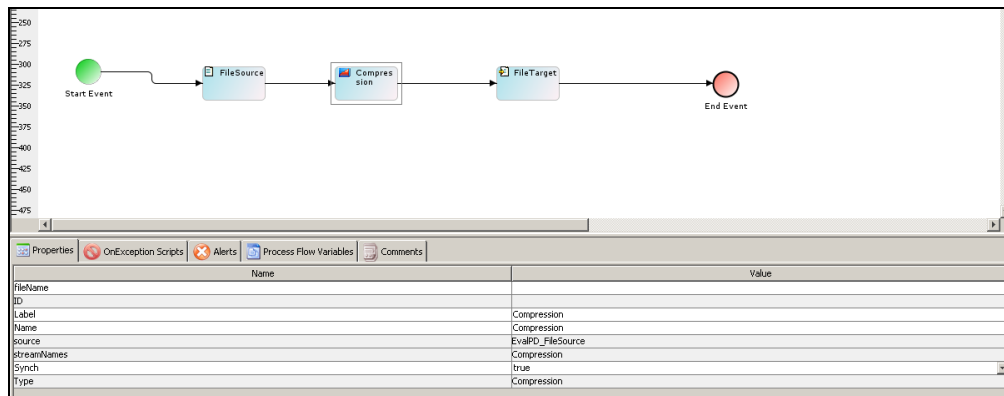 250
275
300
325
350
375
400
425
450
475
Start Event
FileSource
Compres
sion
FileTarget
End Event
Properties OnException Scripts Alerts Process Flow Variables Comments
Name Value
fileName
ID
Label Compression
Name Compression
source EvalPD_FileSource
streamNames Compression
Synch true
Type Compression